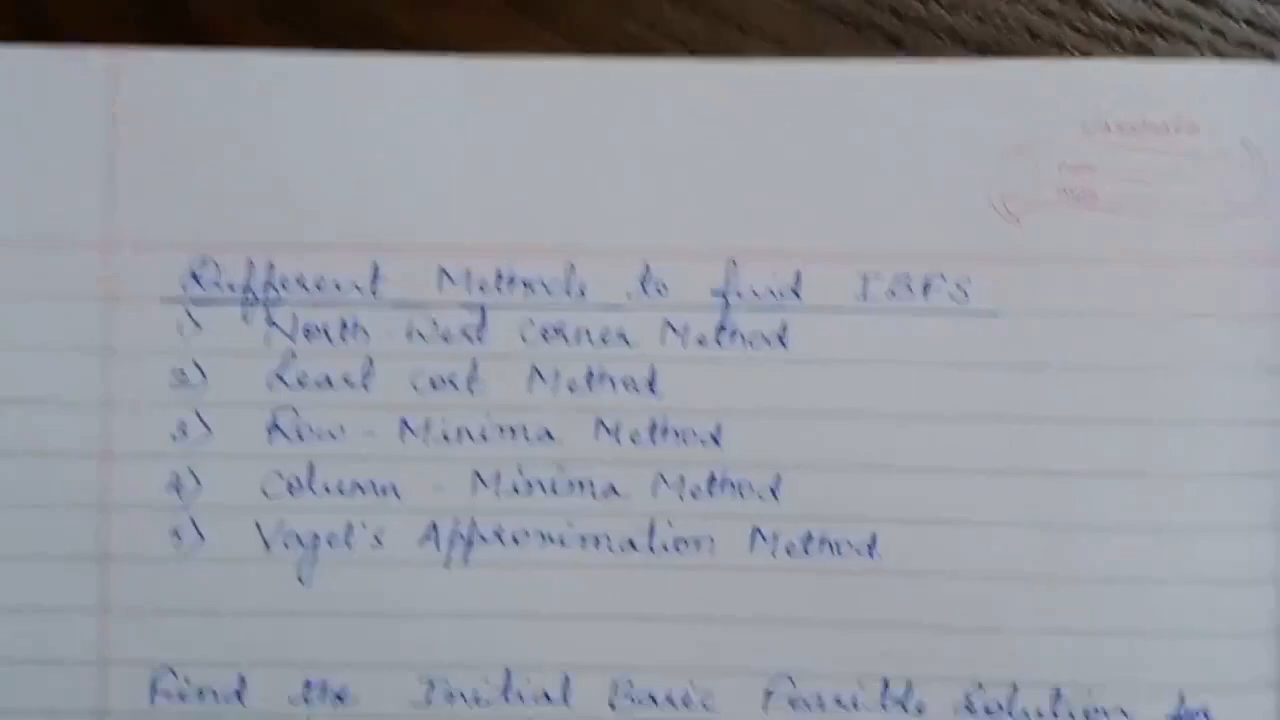 Different Methods to find IBFS
1) North West Corner Method
2) Least cost Method
3) Row - Minima Method
4) Column - Minima Method
5) Vogel's Approximation Method
Find the Initial Basic Feasible Solution for